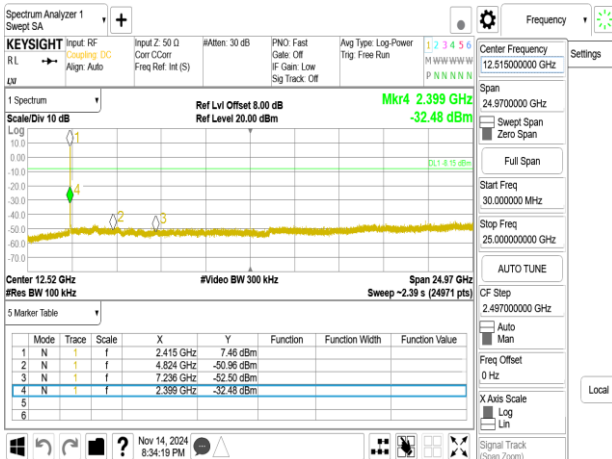 Spectrum Analyzer 1
Swept SA
Frequency
KEYSIGHT
RL
Input: RF
Coupling: DC
Align: Auto
Input Z: 50 Ω
Corr CCorr
Freq Ref: Int (S)
#Atten: 30 dB
PNO: Fast
Gate: Off
IF Gain: Low
Sig Track: Off
Avg Type: Log-Power
Trig: Free Run
1 2 3 4 5 6
M W W W W W
P N N N N N
LXI
1 Spectrum
Scale/Div 10 dB
Ref Lvl Offset 8.00 dB
Ref Level 20.00 dBm
Mkr4 2.399 GHz
-32.48 dBm
Log
10.0
0.00
-10.0
-20.0
-30.0
-40.0
-50.0
-60.0
-70.0
1
4
2
3
Center 12.52 GHz
#Res BW 100 kHz
#Video BW 300 kHz
Span 24.97 GHz
Sweep ~2.39 s (24971 pts)
5 Marker Table
Mode Trace Scale X Y Function Function Width Function Value
1 N 1 f 2.415 GHz 7.46 dBm
2 N 1 f 4.824 GHz -50.96 dBm
3 N 1 f 7.236 GHz -52.50 dBm
4 N 1 f 2.399 GHz -32.48 dBm
5
6
Nov 14, 2024
8:34:19 PM
Center Frequency
12.515000000 GHz
Span
24.9700000 GHz
Swept Span
Zero Span
Full Span
Start Freq
30.000000 MHz
Stop Freq
25.000000000 GHz
AUTO TUNE
CF Step
2.497000000 GHz
Auto
Man
Freq Offset
0 Hz
X Axis Scale
Log
Lin
Signal Track
(Span Zoom)
Settings
Local